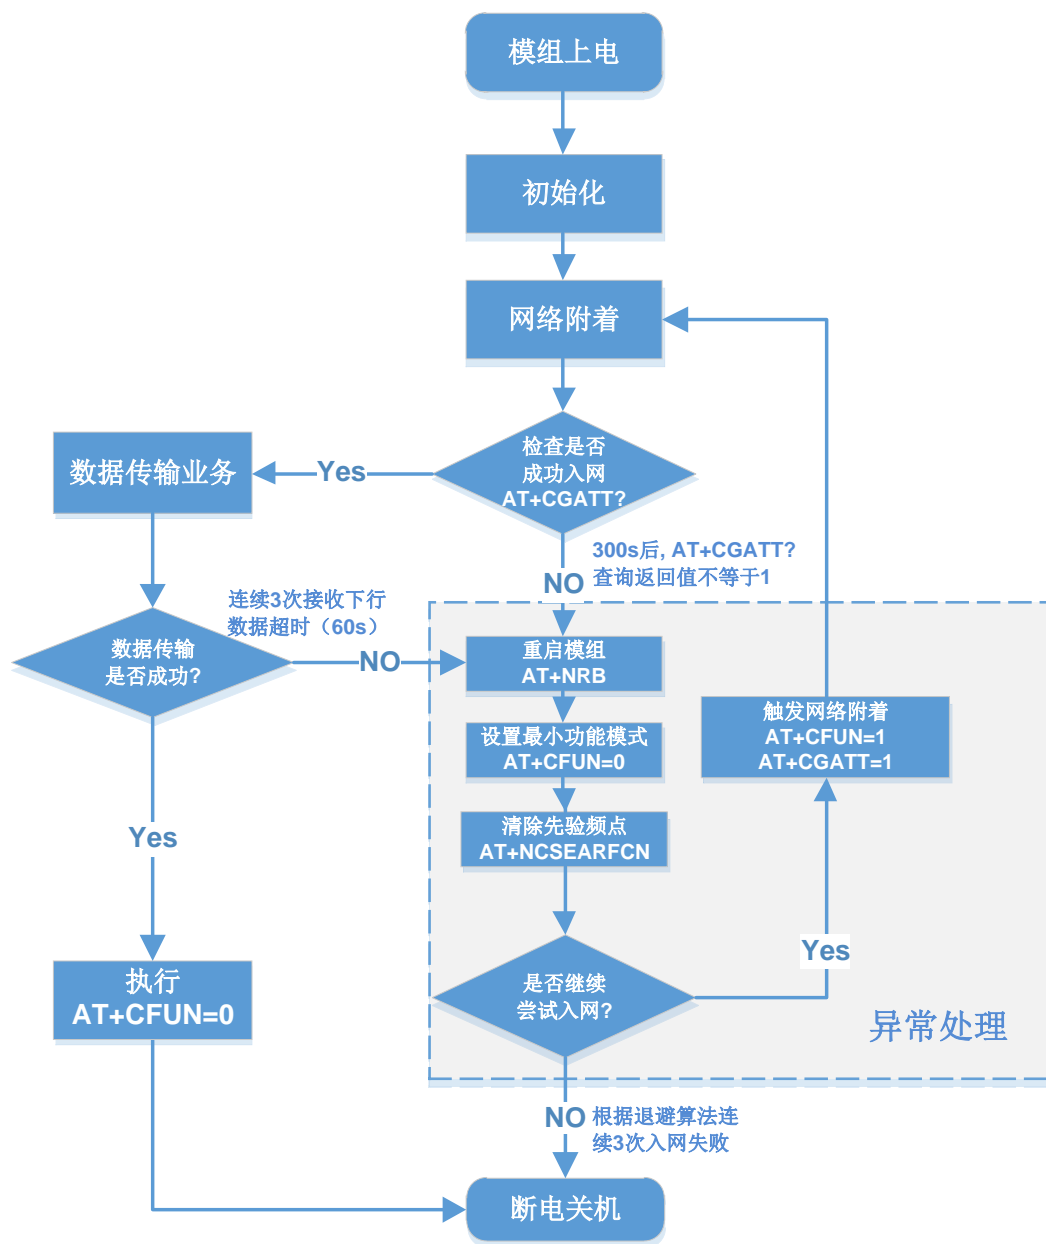 模组上电
初始化
网络附着
检查是否
成功入网
AT+CGATT?
Yes
数据传输业务
300s后, AT+CGATT?
查询返回值不等于1
NO
连续3次接收下行
数据超时（60s）
数据传输
是否成功?
NO
重启模组
AT+NRB
设置最小功能模式
AT+CFUN=0
清除先验频点
AT+NCSEARFCN
触发网络附着
AT+CFUN=1
AT+CGATT=1
Yes
Yes
执行
AT+CFUN=0
是否继续
尝试入网?
异常处理
NO
根据退避算法连
续3次入网失败
断电关机